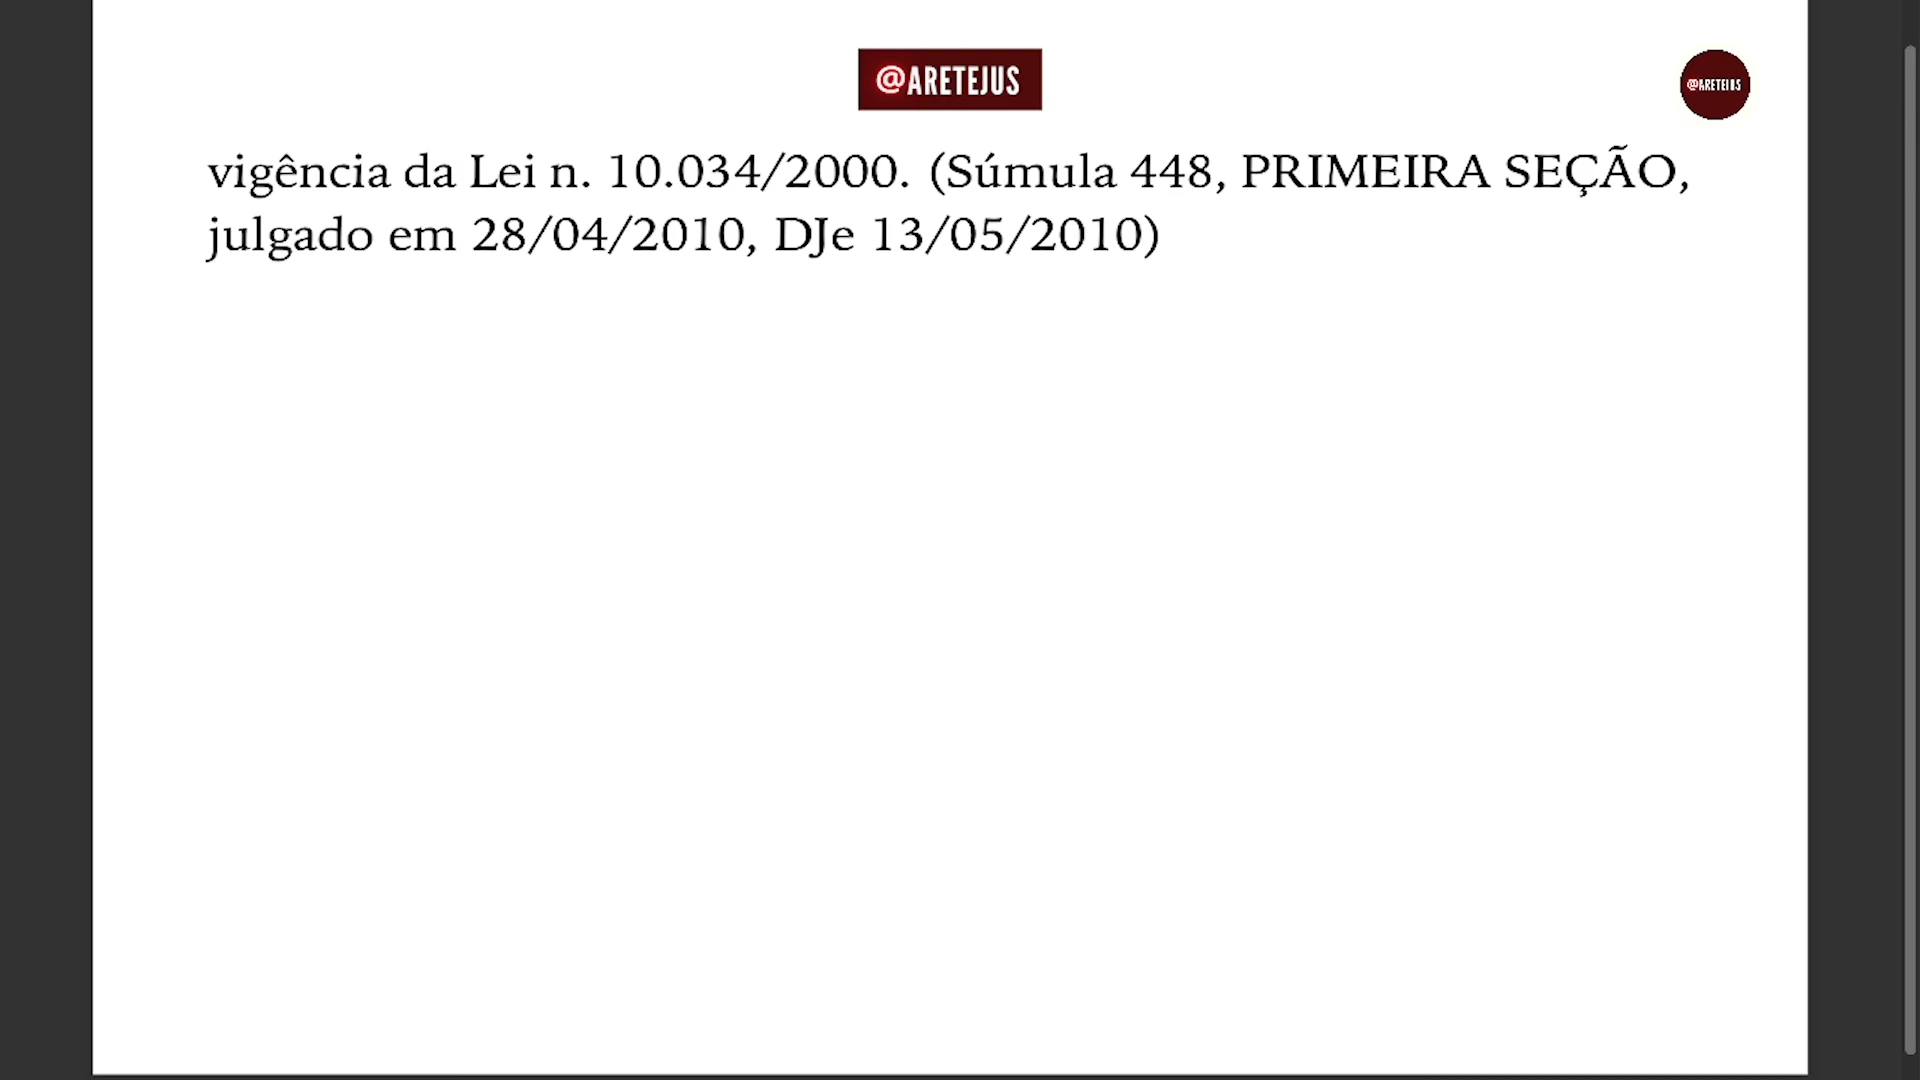 @ARETEJUS
@ARETEJUS
vigência da Lei n. 10.034/2000. (Súmula 448, PRIMEIRA SEÇÃO,
julgado em 28/04/2010, DJe 13/05/2010)